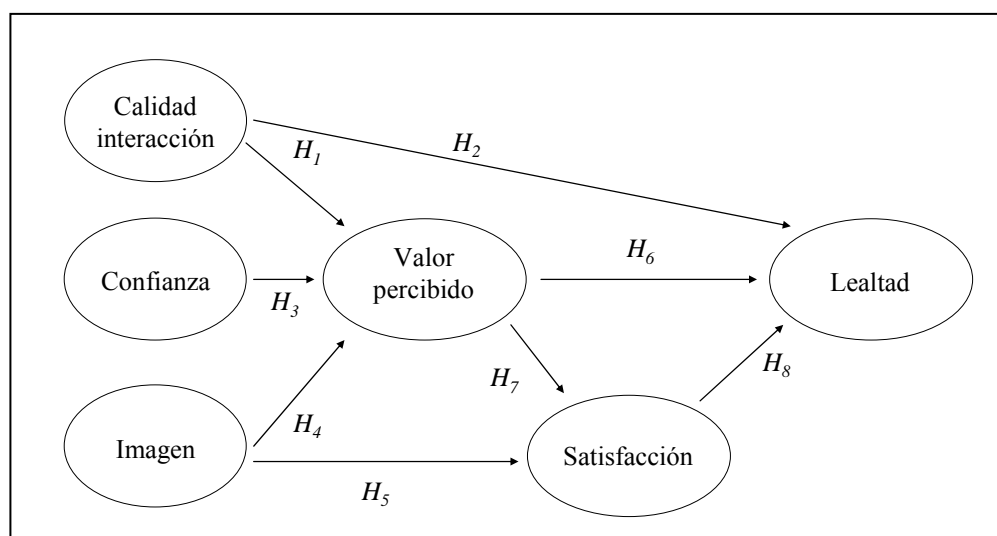 Calidad
interacción
H1
H2
Confianza
H3
Valor
percibido
H6
Lealtad
H7
H8
H4
Imagen
H5
Satisfacción